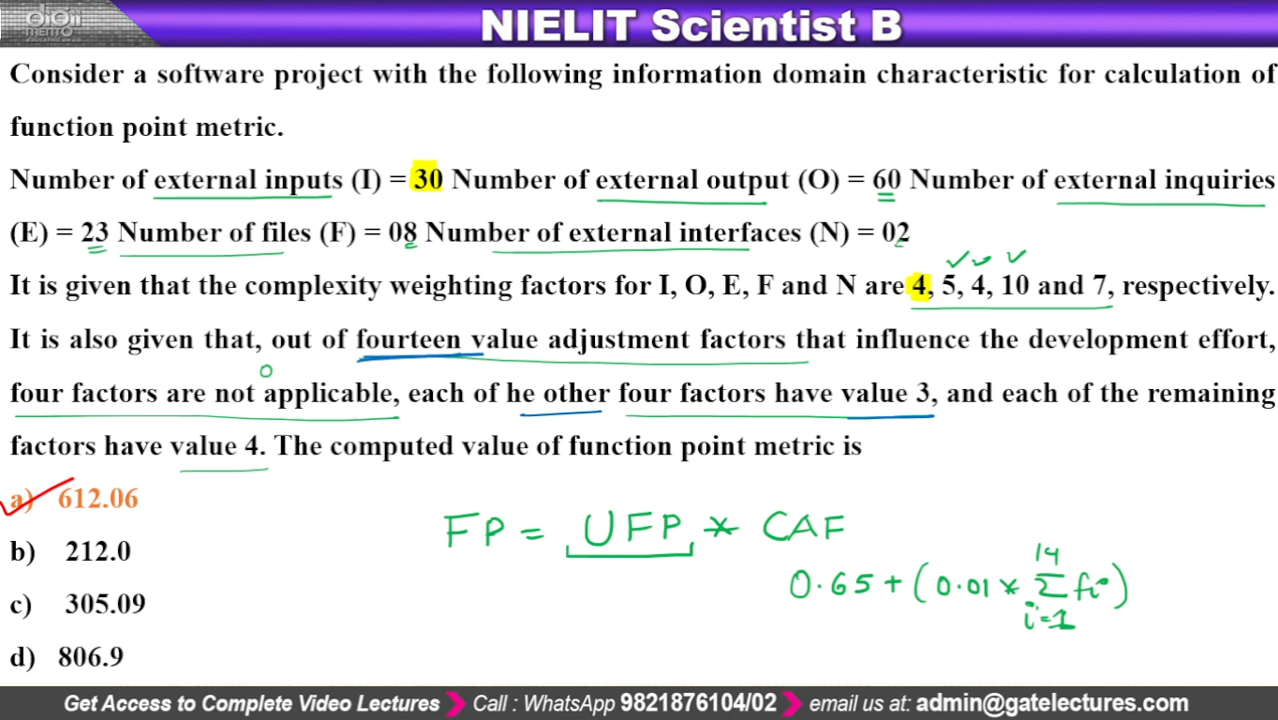 digii
MENTO
NIELIT Scientist B
Consider a software project with the following information domain characteristic for calculation of
function point metric.
Number of external inputs (I) = 30 Number of external output (O) = 60 Number of external inquiries
(E) = 23 Number of files (F) = 08 Number of external interfaces (N) = 02
It is given that the complexity weighting factors for I, O, E, F and N are 4, 5, 4, 10 and 7, respectively.
It is also given that, out of fourteen value adjustment factors that influence the development effort,
0
four factors are not applicable, each of he other four factors have value 3, and each of the remaining
factors have value 4. The computed value of function point metric is
a) 612.06
b) 212.0
c) 305.09
d) 806.9
FP = UFP * CAF
0.65 + (0.01 * 14 Σ i=1 fi)
Get Access to Complete Video Lectures Call : WhatsApp 9821876104/02 email us at: admin@gatelectures.com